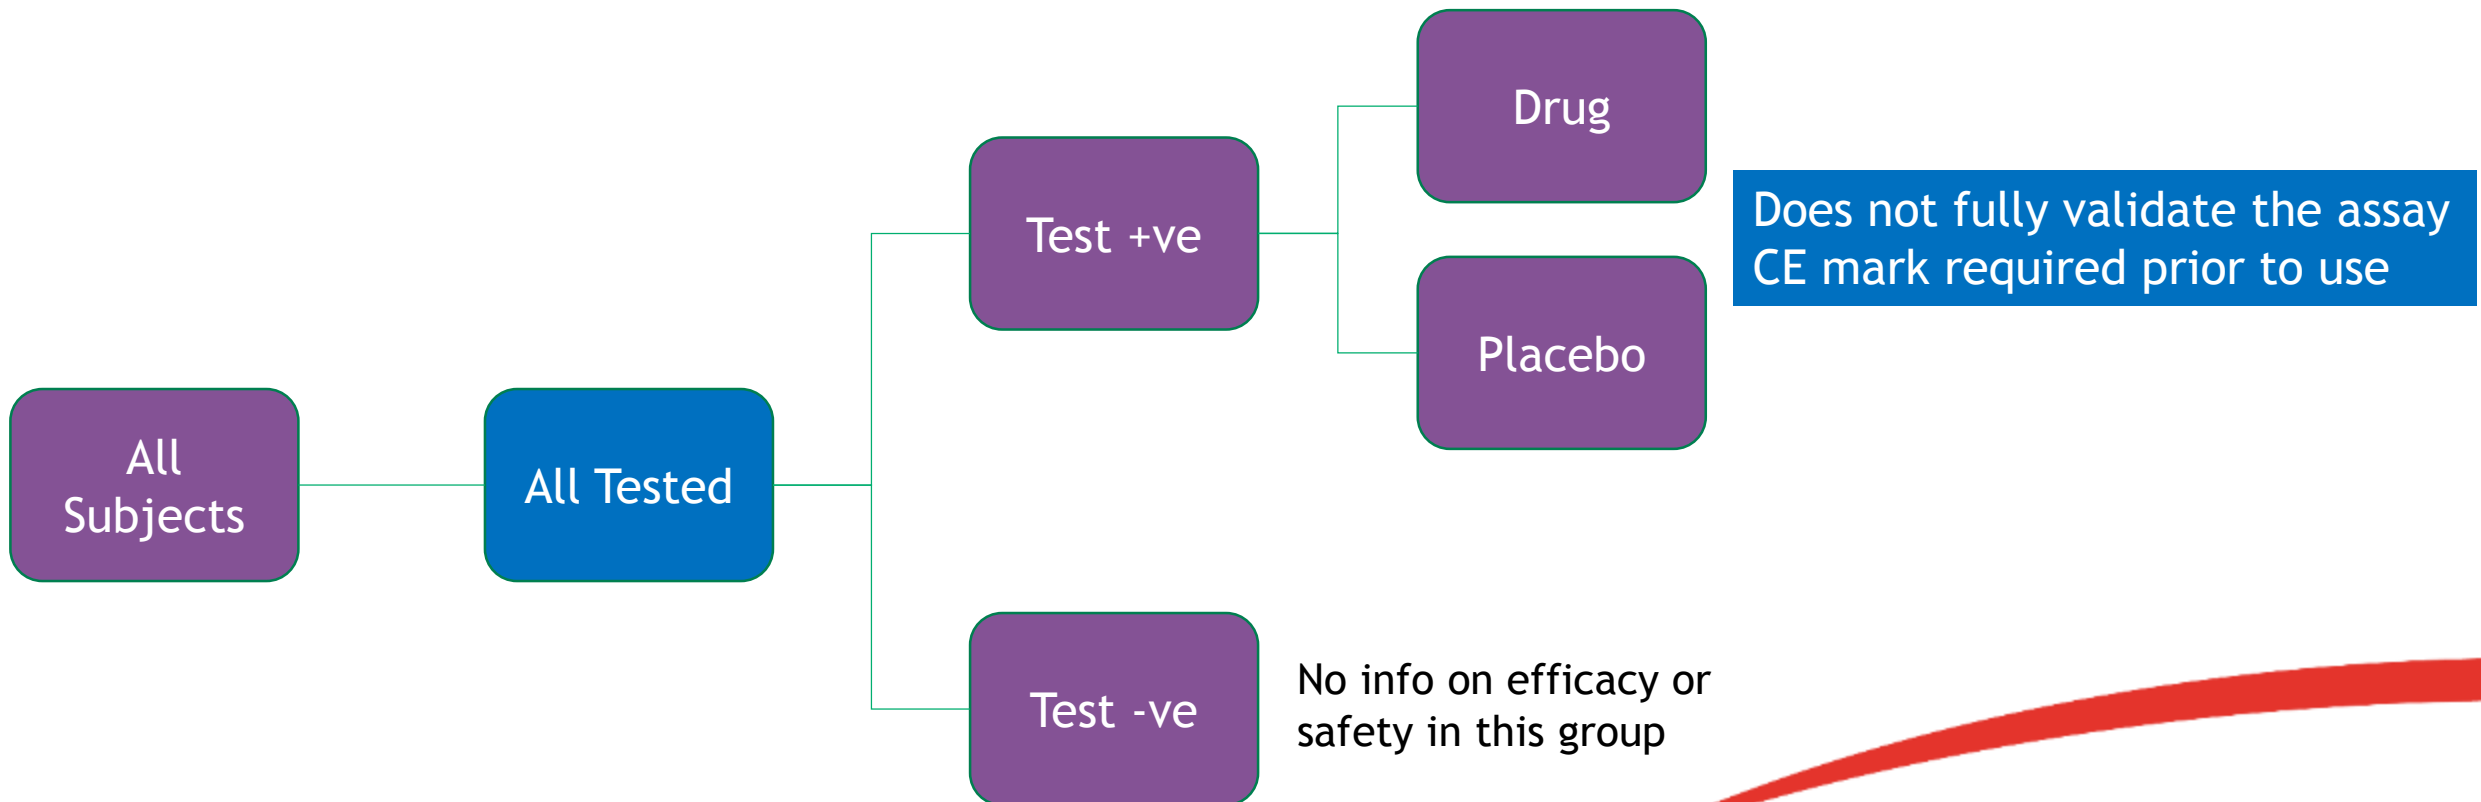 All
Subjects
All Tested
Test +ve
Drug
Placebo
Does not fully validate the assay
CE mark required prior to use
Test -ve
No info on efficacy or
safety in this group